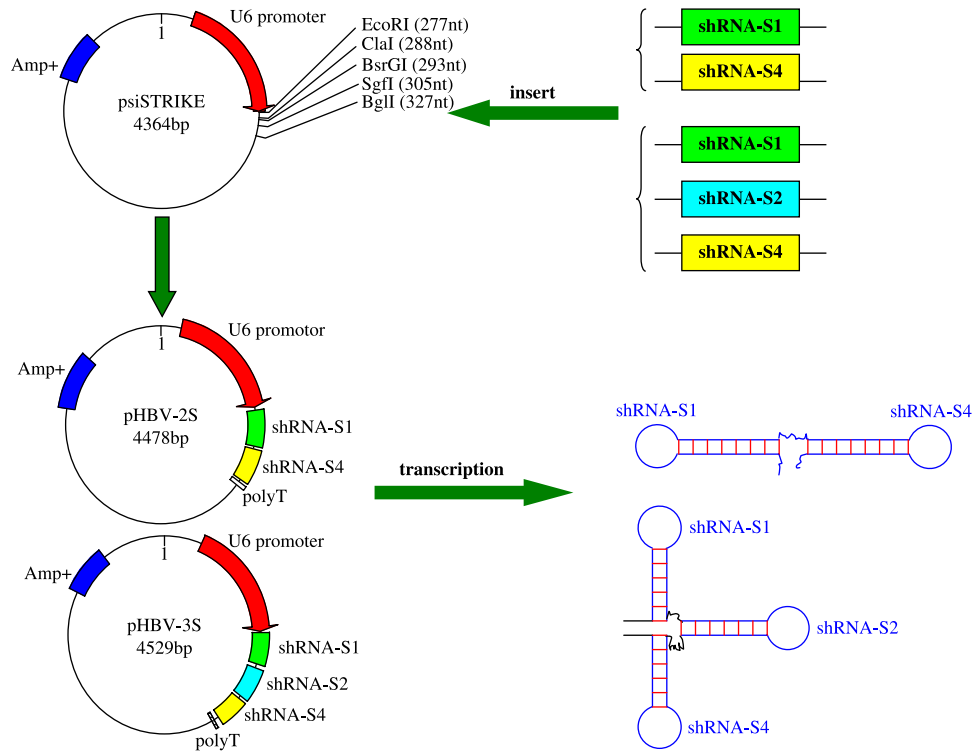 U6 promoter
1
Amp+
psiSTRIKE
4364bp
EcoRI (277nt)
ClaI (288nt)
BsrGI (293nt)
SgfI (305nt)
BglI (327nt)
insert
shRNA-S1
shRNA-S4
shRNA-S1
shRNA-S2
shRNA-S4
U6 promotor
1
Amp+
pHBV-2S
4478bp
shRNA-S1
shRNA-S4
polyT
transcription
shRNA-S1
shRNA-S4
U6 promoter
1
Amp+
pHBV-3S
4529bp
shRNA-S1
shRNA-S2
shRNA-S4
polyT
shRNA-S1
shRNA-S2
shRNA-S4